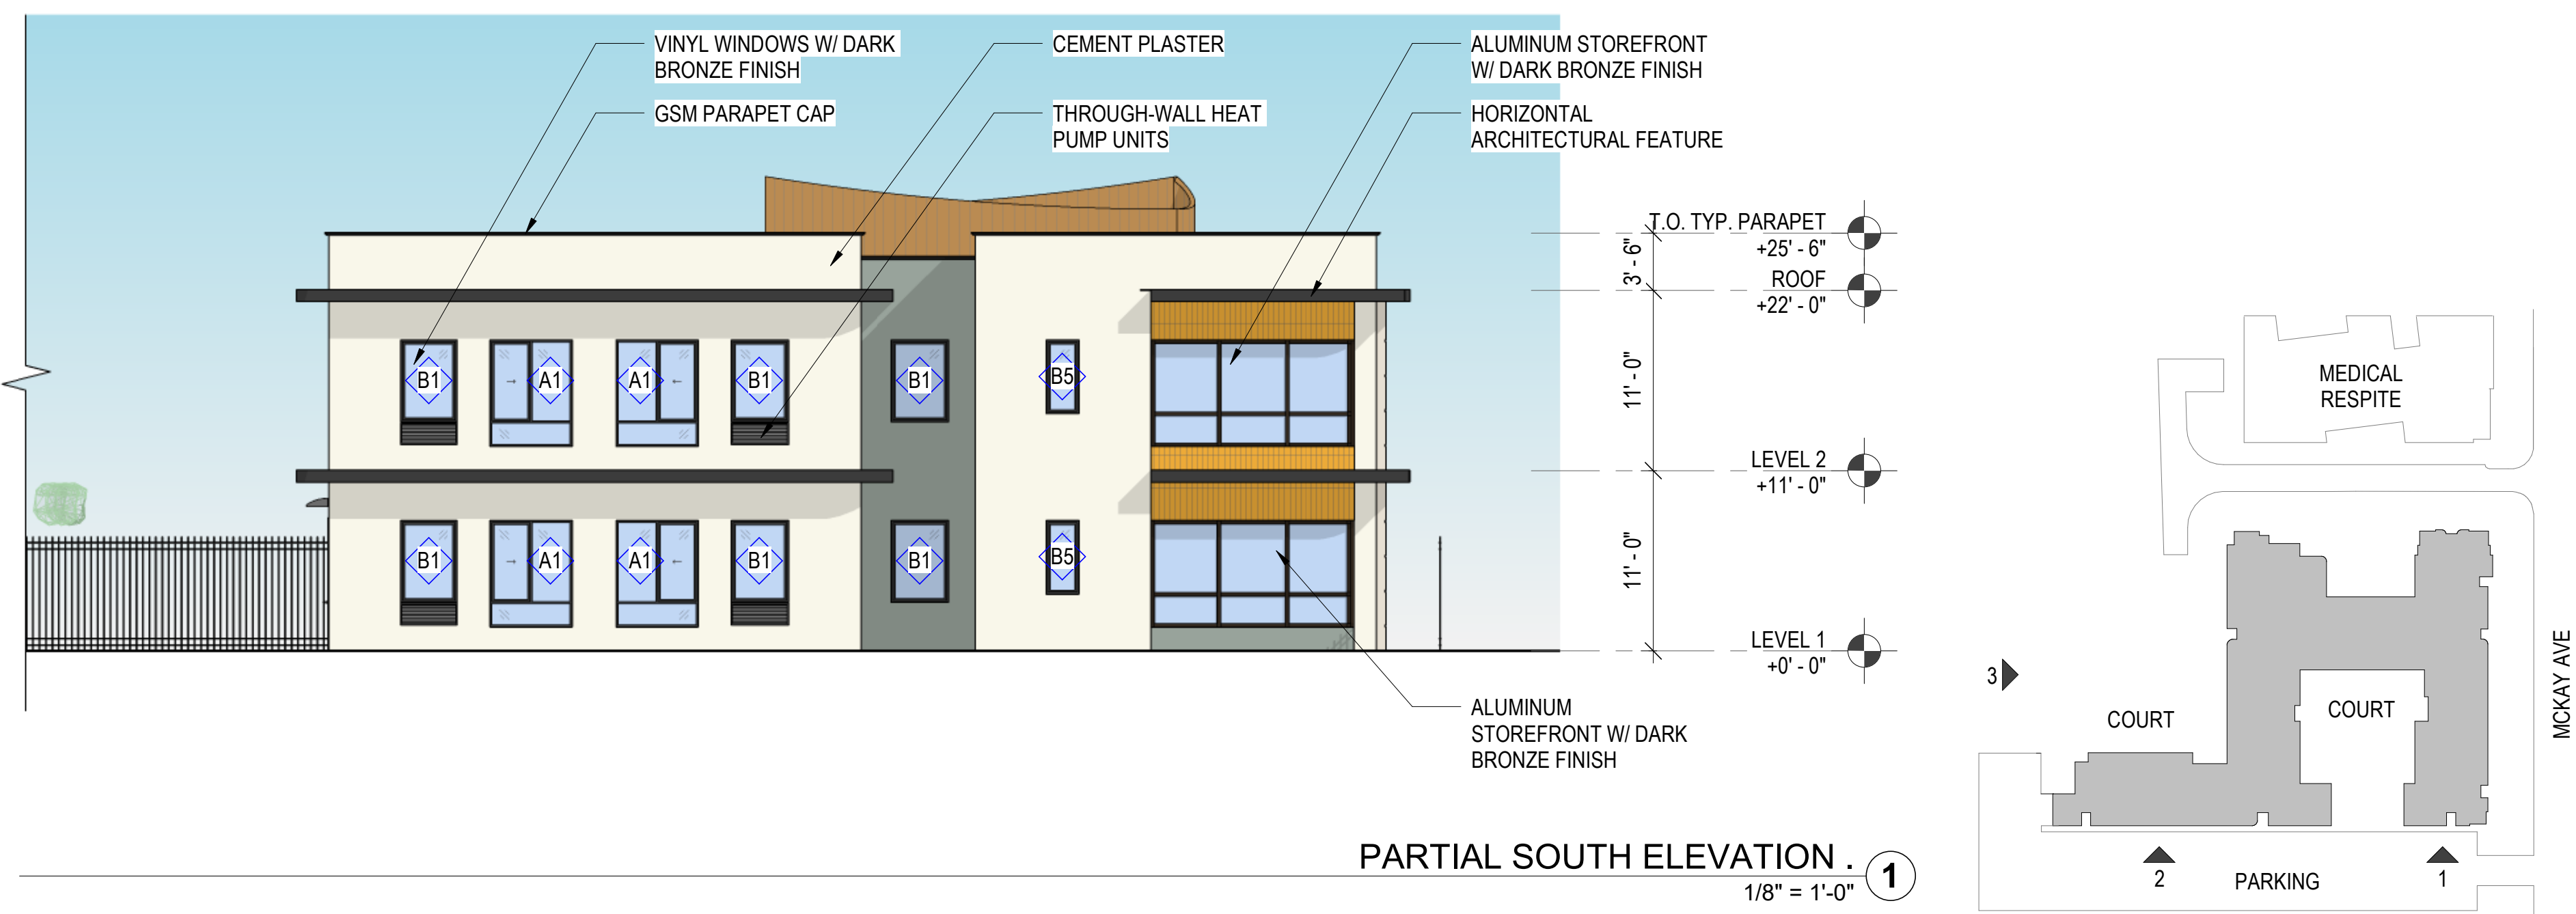 VINYL WINDOWS W/ DARK
BRONZE FINISH
GSM PARAPET CAP
CEMENT PLASTER
THROUGH-WALL HEAT
PUMP UNITS
ALUMINUM STOREFRONT
W/ DARK BRONZE FINISH
HORIZONTAL
ARCHITECTURAL FEATURE
T.O. TYP. PARAPET
+25' - 6"
3' - 6"
ROOF
+22' - 0"
11' - 0"
LEVEL 2
+11' - 0"
11' - 0"
LEVEL 1
+0' - 0"
B1
A1
A1
B1
B1
B5
B1
A1
A1
B1
B1
B5
ALUMINUM
STOREFRONT W/ DARK
BRONZE FINISH
PARTIAL SOUTH ELEVATION .
1
1/8" = 1'-0"
MEDICAL
RESPITE
MCKAY AVE
3
COURT
COURT
2
PARKING
1